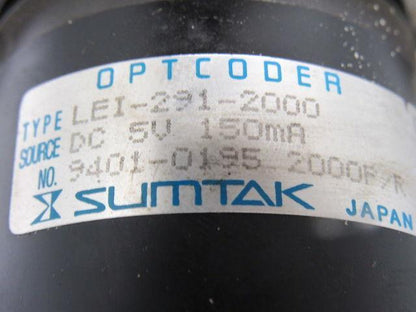 OPTCODER
TYPE LEI-291-2000
SOURCE DC 5V 150mA
NO. 9401-0195 2000P/R
SUMTAK JAPAN